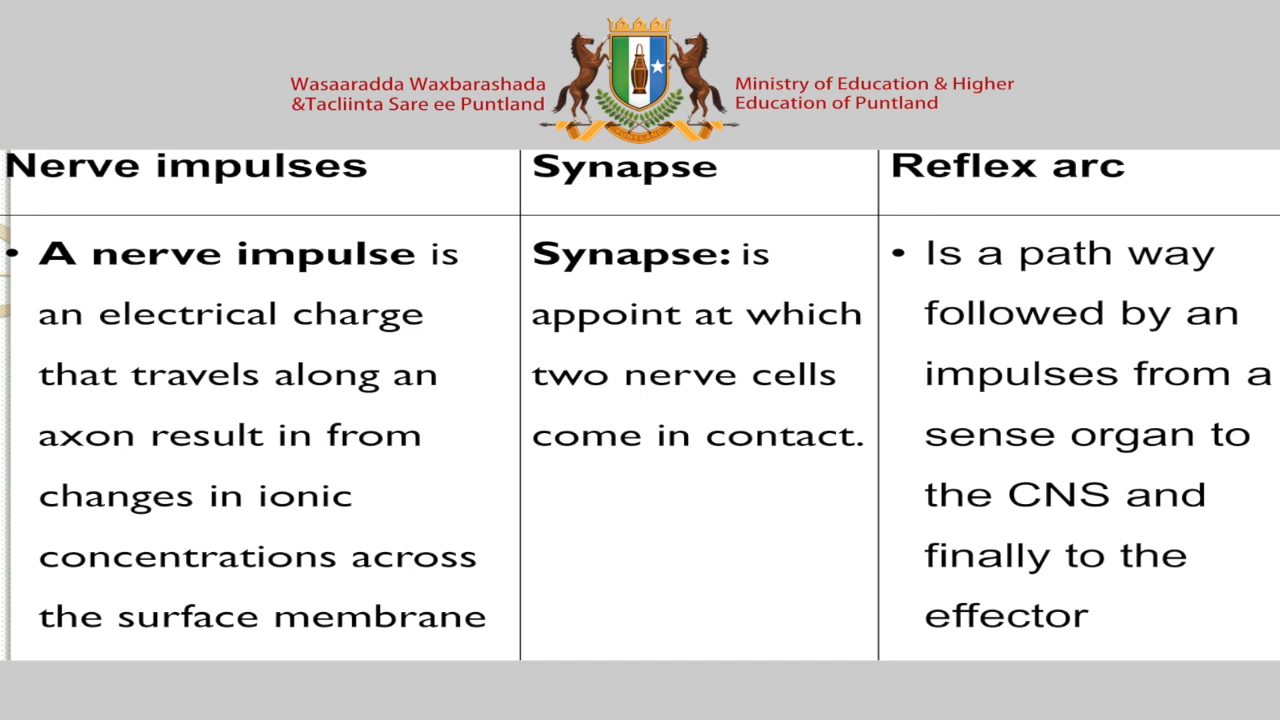 Wasaaradda Waxbarashada
&Tacliinta Sare ee Puntland
Ministry of Education & Higher
Education of Puntland
Nerve impulses
Synapse
Reflex arc
• A nerve impulse is
an electrical charge
that travels along an
axon result in from
changes in ionic
concentrations across
the surface membrane
Synapse: is
appoint at which
two nerve cells
come in contact.
• Is a path way
followed by an
impulses from a
sense organ to
the CNS and
finally to the
effector